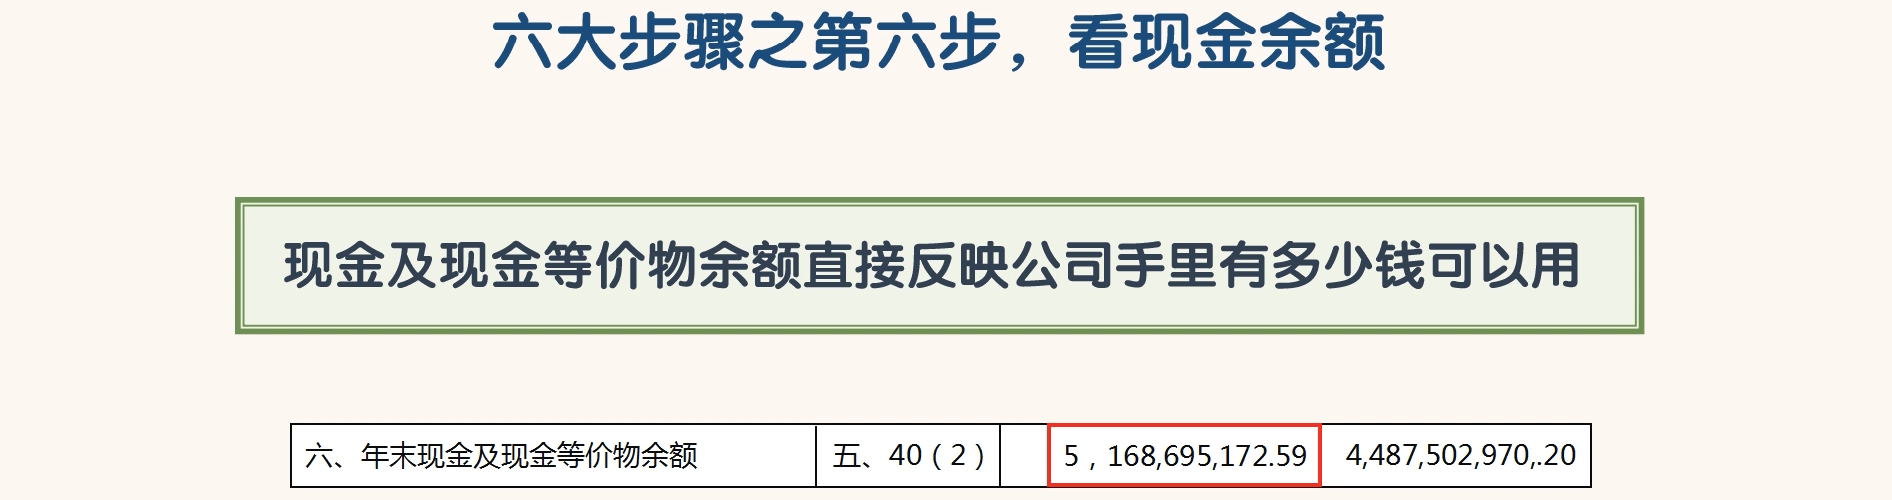 六大步骤之第六步，看现金余额
现金及现金等价物余额直接反映公司手里有多少钱可以用
六、年末现金及现金等价物余额 五、40（2） 5，168,695,172.59 4,487,502,970,.20